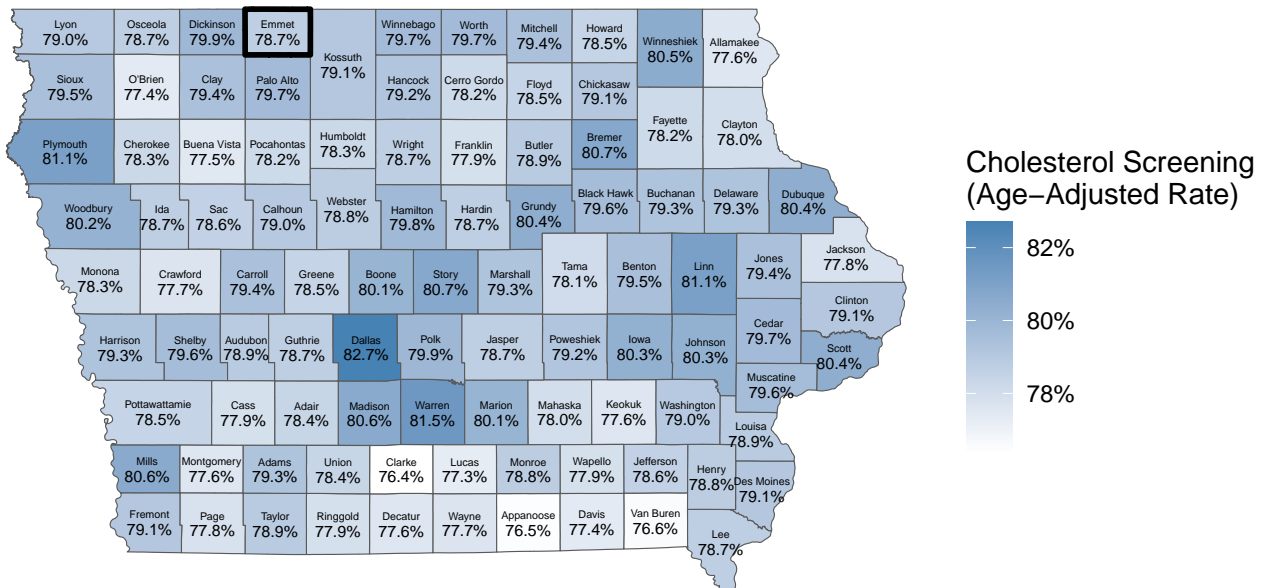 Lyon
79.0%
Osceola
78.7%
Dickinson
79.9%
Emmet
78.7%
Kossuth
79.1%
Winnebago
79.7%
Worth
79.7%
Mitchell
79.4%
Howard
78.5%
Winneshiek
80.5%
Allamakee
77.6%
Sioux
79.5%
O'Brien
77.4%
Clay
79.4%
Palo Alto
79.7%
Hancock
79.2%
Cerro Gordo
78.2%
Floyd
78.5%
Chickasaw
79.1%
Fayette
78.2%
Clayton
78.0%
Plymouth
81.1%
Cherokee
78.3%
Buena Vista
77.5%
Pocahontas
78.2%
Humboldt
78.3%
Wright
78.7%
Franklin
77.9%
Butler
78.9%
Bremer
80.7%
Woodbury
80.2%
Ida
78.7%
Sac
78.6%
Calhoun
79.0%
Webster
78.8%
Hamilton
79.8%
Hardin
78.7%
Grundy
80.4%
Black Hawk
79.6%
Buchanan
79.3%
Delaware
79.3%
Dubuque
80.4%
Monona
78.3%
Crawford
77.7%
Carroll
79.4%
Greene
78.5%
Boone
80.1%
Story
80.7%
Marshall
79.3%
Tama
78.1%
Benton
79.5%
Linn
81.1%
Jones
79.4%
Jackson
77.8%
Clinton
79.1%
Harrison
79.3%
Shelby
79.6%
Audubon
78.9%
Guthrie
78.7%
Dallas
82.7%
Polk
79.9%
Jasper
78.7%
Poweshiek
79.2%
Iowa
80.3%
Johnson
80.3%
Cedar
79.7%
Scott
80.4%
Muscatine
79.6%
Pottawattamie
78.5%
Cass
77.9%
Adair
78.4%
Madison
80.6%
Warren
81.5%
Marion
80.1%
Mahaska
78.0%
Keokuk
77.6%
Washington
79.0%
Louisa
78.9%
Mills
80.6%
Montgomery
77.6%
Adams
79.3%
Union
78.4%
Clarke
76.4%
Lucas
77.3%
Monroe
78.8%
Wapello
77.9%
Jefferson
78.6%
Henry
78.8%
Des Moines
79.1%
Fremont
79.1%
Page
77.8%
Taylor
78.9%
Ringgold
77.9%
Decatur
77.6%
Wayne
77.7%
Appanoose
76.5%
Davis
77.4%
Van Buren
76.6%
Lee
78.7%
Cholesterol Screening
(Age−Adjusted Rate)
82%
80%
78%